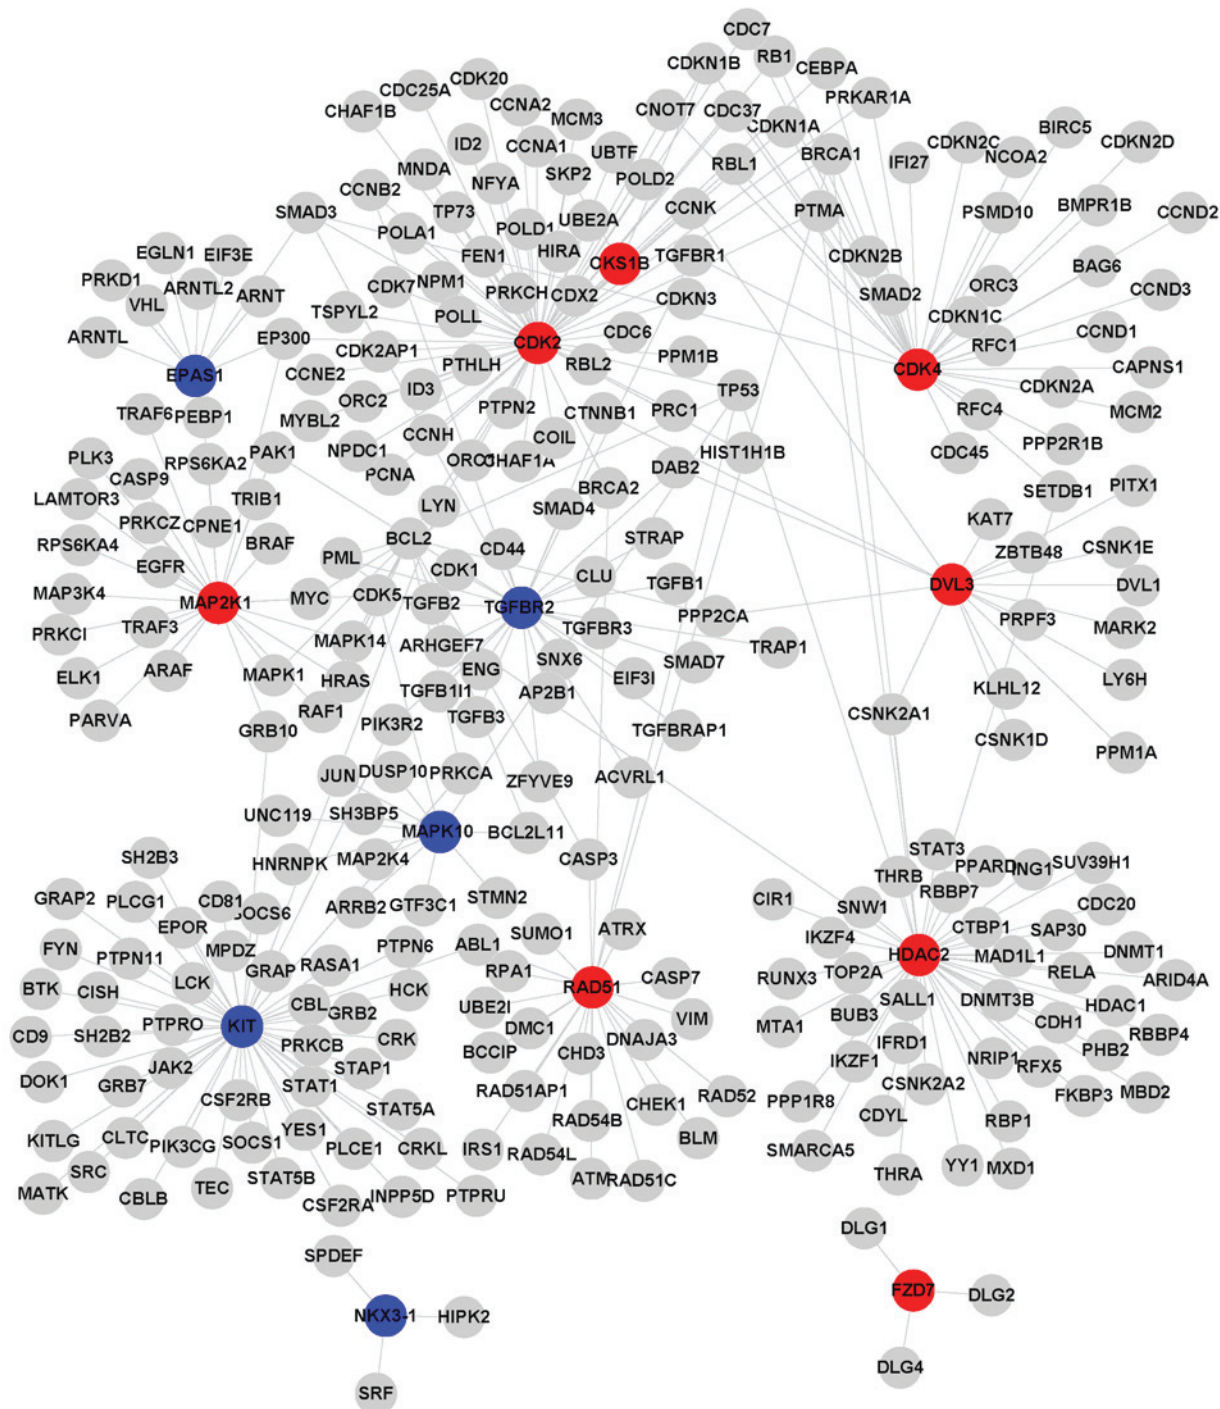 CDC7
CDKN1B
RB1
CEBPA
CDK20
CDC25A
CHAF1B
CCNA2
MCM3
CNOT7
CDC37
PRKAR1A
CDKN1A
ID2
CCNA1
UBTF
MNDA
NFYA
SKP2
POLD2
RBL1
BRCA1
IFI27
CDKN2C
NCOA2
BIRC5
CDKN2D
CCNB2
SMAD3
TP73
POLA1
POLD1
UBE2A
CCNK
PTMA
PSMD10
BMPR1B
CCND2
EGLN1
EIF3E
PRKD1
ARNTL2
VHL
ARNT
FEN1
HIRA
CKS1B
TGFBR1
CDKN2B
BAG6
CDK7
NPM1
PRKCH
CDX2
CDKN3
SMAD2
ORC3
CCND3
TSPYL2
POLL
CDKN1C
ARNTL
EP300
CDK2
CDC6
CCND1
RFC1
CDK2AP1
PTHLH
RBL2
PPM1B
CDK4
CAPNS1
EPAS1
CCNE2
ID3
TP53
CDKN2A
TRAF6
PEBP1
ORC2
PTPN2
CTNNB1
PRC1
RFC4
MCM2
MYBL2
CCNH
COIL
PAK1
NPDC1
HIST1H1B
PPP2R1B
CDC45
PLK3
RPS6KA2
CASP9
PCNA
CHAF1A
DAB2
LAMTOR3
TRIB1
LYN
BRCA2
SETDB1
PITX1
PRKCZ
CPNE1
SMAD4
KAT7
RPS6KA4
BRAF
BCL2
STRAP
ZBTB48
CSNK1E
EGFR
PML
CD44
CDK1
CLU
TGFB1
DVL3
DVL1
MAP3K4
MAP2K1
MYC
CDK5
TGFB2
TGFBR2
PPP2CA
PRPF3
MARK2
PRKCI
TRAF3
MAPK14
ARHGEF7
TGFBR3
TRAP1
ELK1
ARAF
MAPK1
HRAS
ENG
SNX6
SMAD7
EIF3I
LY6H
KLHL12
TGFB1I1
AP2B1
PARVA
RAF1
CSNK2A1
GRB10
PIK3R2
TGFB3
TGFBRAP1
CSNK1D
PPM1A
JUN
DUSP10
PRKCA
ZFYVE9
ACVRL1
UNC119
SH3BP5
MAPK10
BCL2L11
SH2B3
HNRNPK
MAP2K4
CASP3
STAT3
PPARD
ING1
SUV39H1
GRAP2
PLCG1
CD81
SOCS6
ARRB2
GTF3C1
STMN2
THRB
RBBP7
CIR1
SNW1
CDC20
EPOR
CTBP1
SAP30
FYN
MPDZ
PTPN6
ABL1
SUMO1
ATRX
IKZF4
DNMT1
PTPN11
GRAP
RASA1
HDAC2
MAD1L1
BTK
CISH
LCK
CBL
HCK
RPA1
RAD51
CASP7
RUNX3
TOP2A
RELA
ARID4A
UBE2I
SALL1
DNMT3B
HDAC1
CD9
SH2B2
PTPRO
KIT
GRB2
DMC1
VIM
MTA1
BUB3
CDH1
RBBP4
PRKCB
CRK
BCCIP
CHD3
DNAJA3
IFRD1
PHB2
DOK1
GRB7
JAK2
STAP1
IKZF1
NRIP1
RFX5
STAT1
RAD51AP1
RAD52
CSNK2A2
FKBP3
MBD2
CSF2RB
STAT5A
RAD54B
CHEK1
PPP1R8
CDYL
RBP1
KITLG
CLTC
PIK3CG
SOCS1
YES1
PLCE1
CRKL
IRS1
RAD54L
BLM
SMARCA5
SRC
STAT5B
YY1
MXD1
MATK
CBLB
TEC
CSF2RA
INPP5D
PTPRU
ATM
RAD51C
THRA
SPDEF
DLG1
NKX3-1
HIPK2
FZD7
DLG2
SRF
DLG4